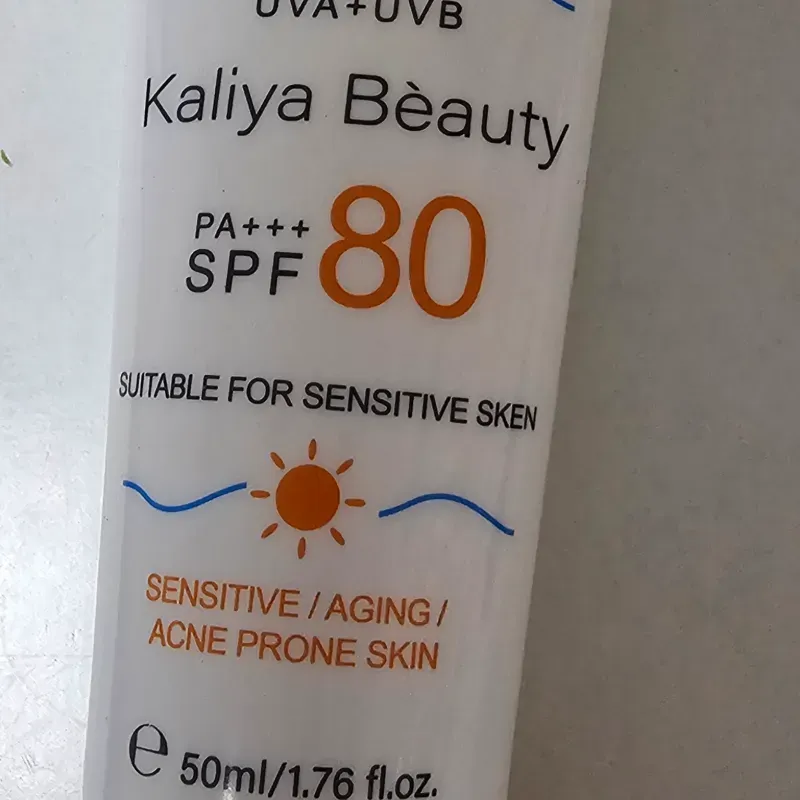 UVA+UVB
Kaliya Bèauty
PA+++
SPF 80
SUITABLE FOR SENSITIVE SKEN
SENSITIVE / AGING /
ACNE PRONE SKIN
e 50ml/1.76 fl.oz.